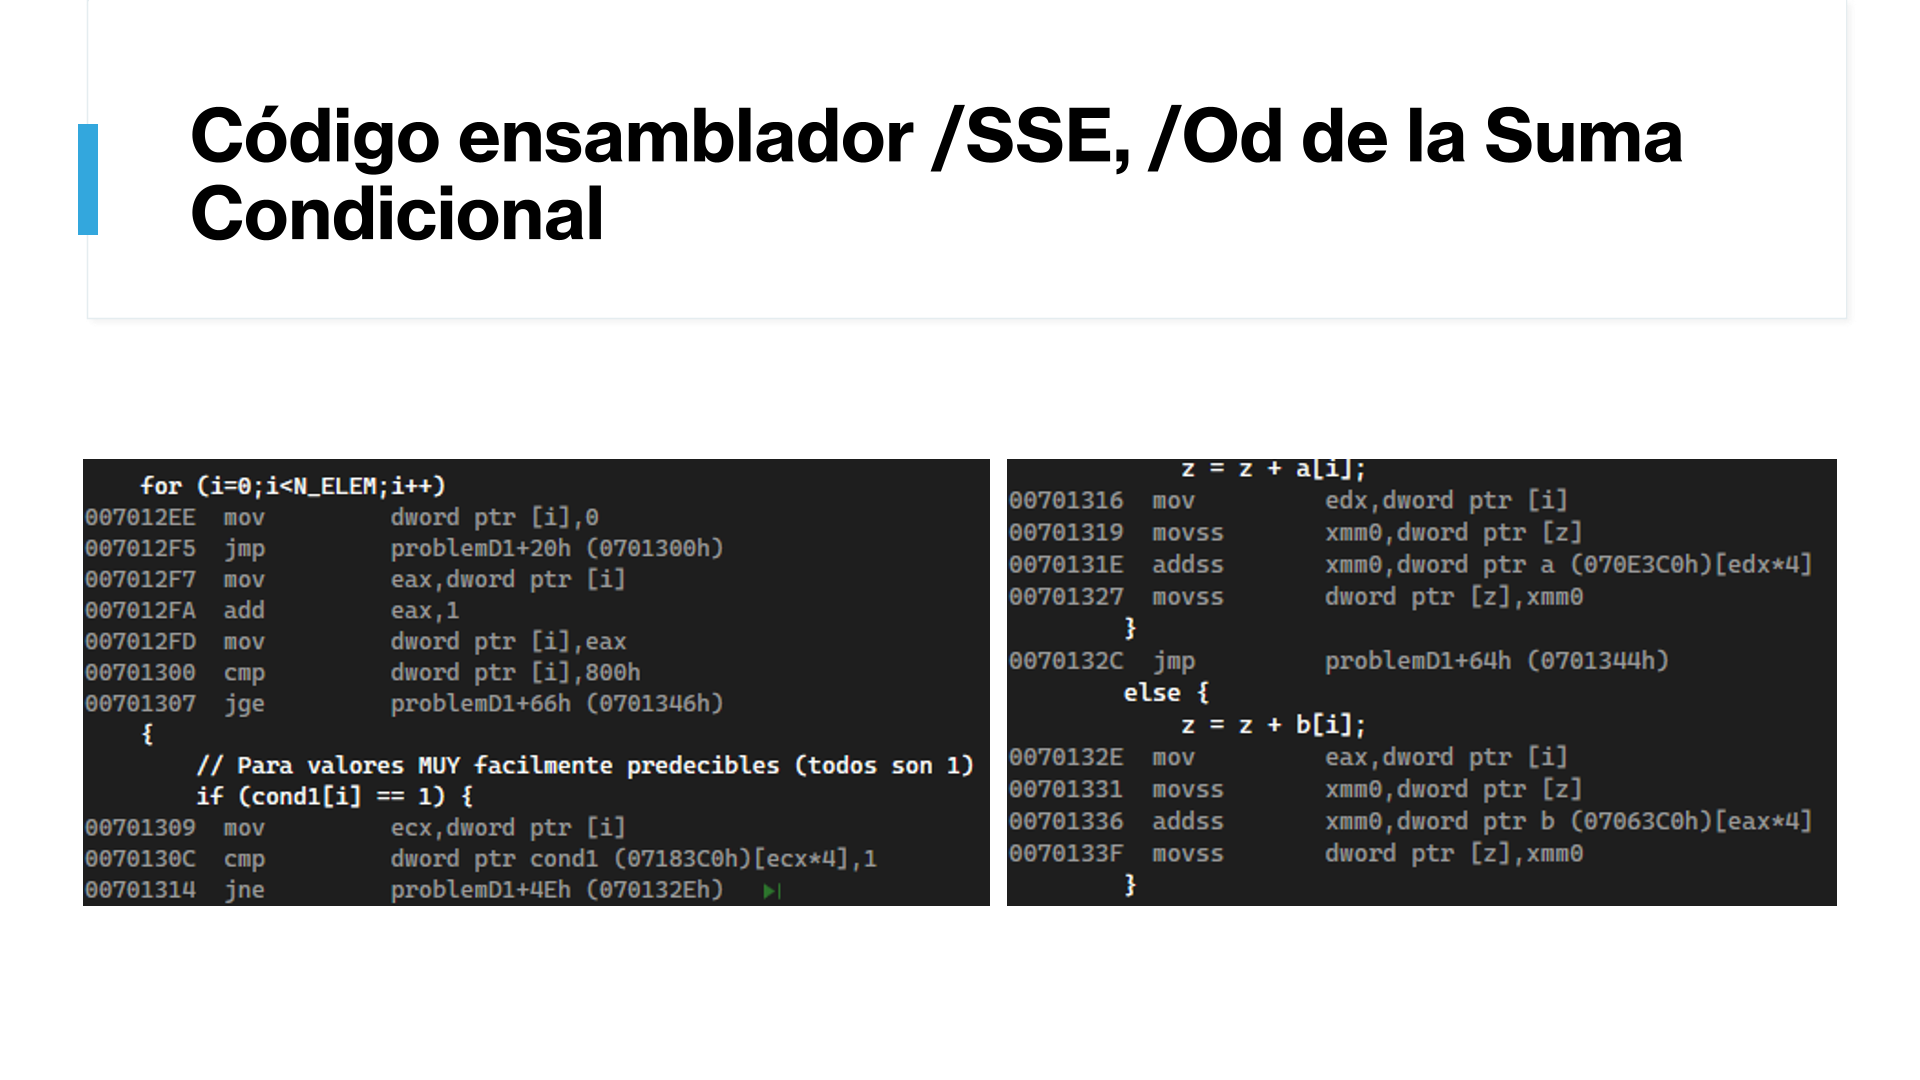 Código ensamblador /SSE, /Od de la Suma
Condicional
for (i=0;i<N_ELEM;i++)
007012EE mov dword ptr [i],0
007012F5 jmp problemD1+20h (0701300h)
007012F7 mov eax,dword ptr [i]
007012FA add eax,1
007012FD mov dword ptr [i],eax
00701300 cmp dword ptr [i],800h
00701307 jge problemD1+66h (0701346h)
{
// Para valores MUY facilmente predecibles (todos son 1)
if (cond1[i] == 1) {
00701309 mov ecx,dword ptr [i]
0070130C cmp dword ptr cond1 (07183C0h)[ecx*4],1
00701314 jne problemD1+4Eh (070132Eh)
z = z + a[i];
00701316 mov edx,dword ptr [i]
00701319 movss xmm0,dword ptr [z]
0070131E addss xmm0,dword ptr a (070E3C0h)[edx*4]
00701327 movss dword ptr [z],xmm0
}
0070132C jmp problemD1+64h (0701344h)
else {
z = z + b[i];
0070132E mov eax,dword ptr [i]
00701331 movss xmm0,dword ptr [z]
00701336 addss xmm0,dword ptr b (07063C0h)[eax*4]
0070133F movss dword ptr [z],xmm0
}